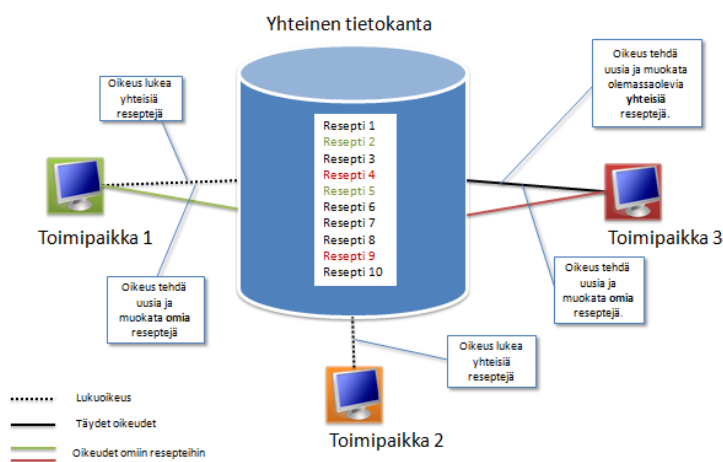 Yhteinen tietokanta
Oikeus lukea
yhteisiä
reseptejä
Oikeus tehdä
uusia ja muokata
olemassaolevia
yhteisiä
reseptejä.
Resepti 1
Resepti 2
Resepti 3
Resepti 4
Resepti 5
Resepti 6
Resepti 7
Resepti 8
Resepti 9
Resepti 10
Toimipaikka 1
Toimipaikka 3
Oikeus tehdä
uusia ja
muokata omia
reseptejä
Oikeus tehdä
uusia ja
muokata omia
reseptejä.
Oikeus lukea
yhteisiä
reseptejä
Toimipaikka 2
Lukuoikeus
Täydet oikeudet
Oikeudet omiin resepteihin